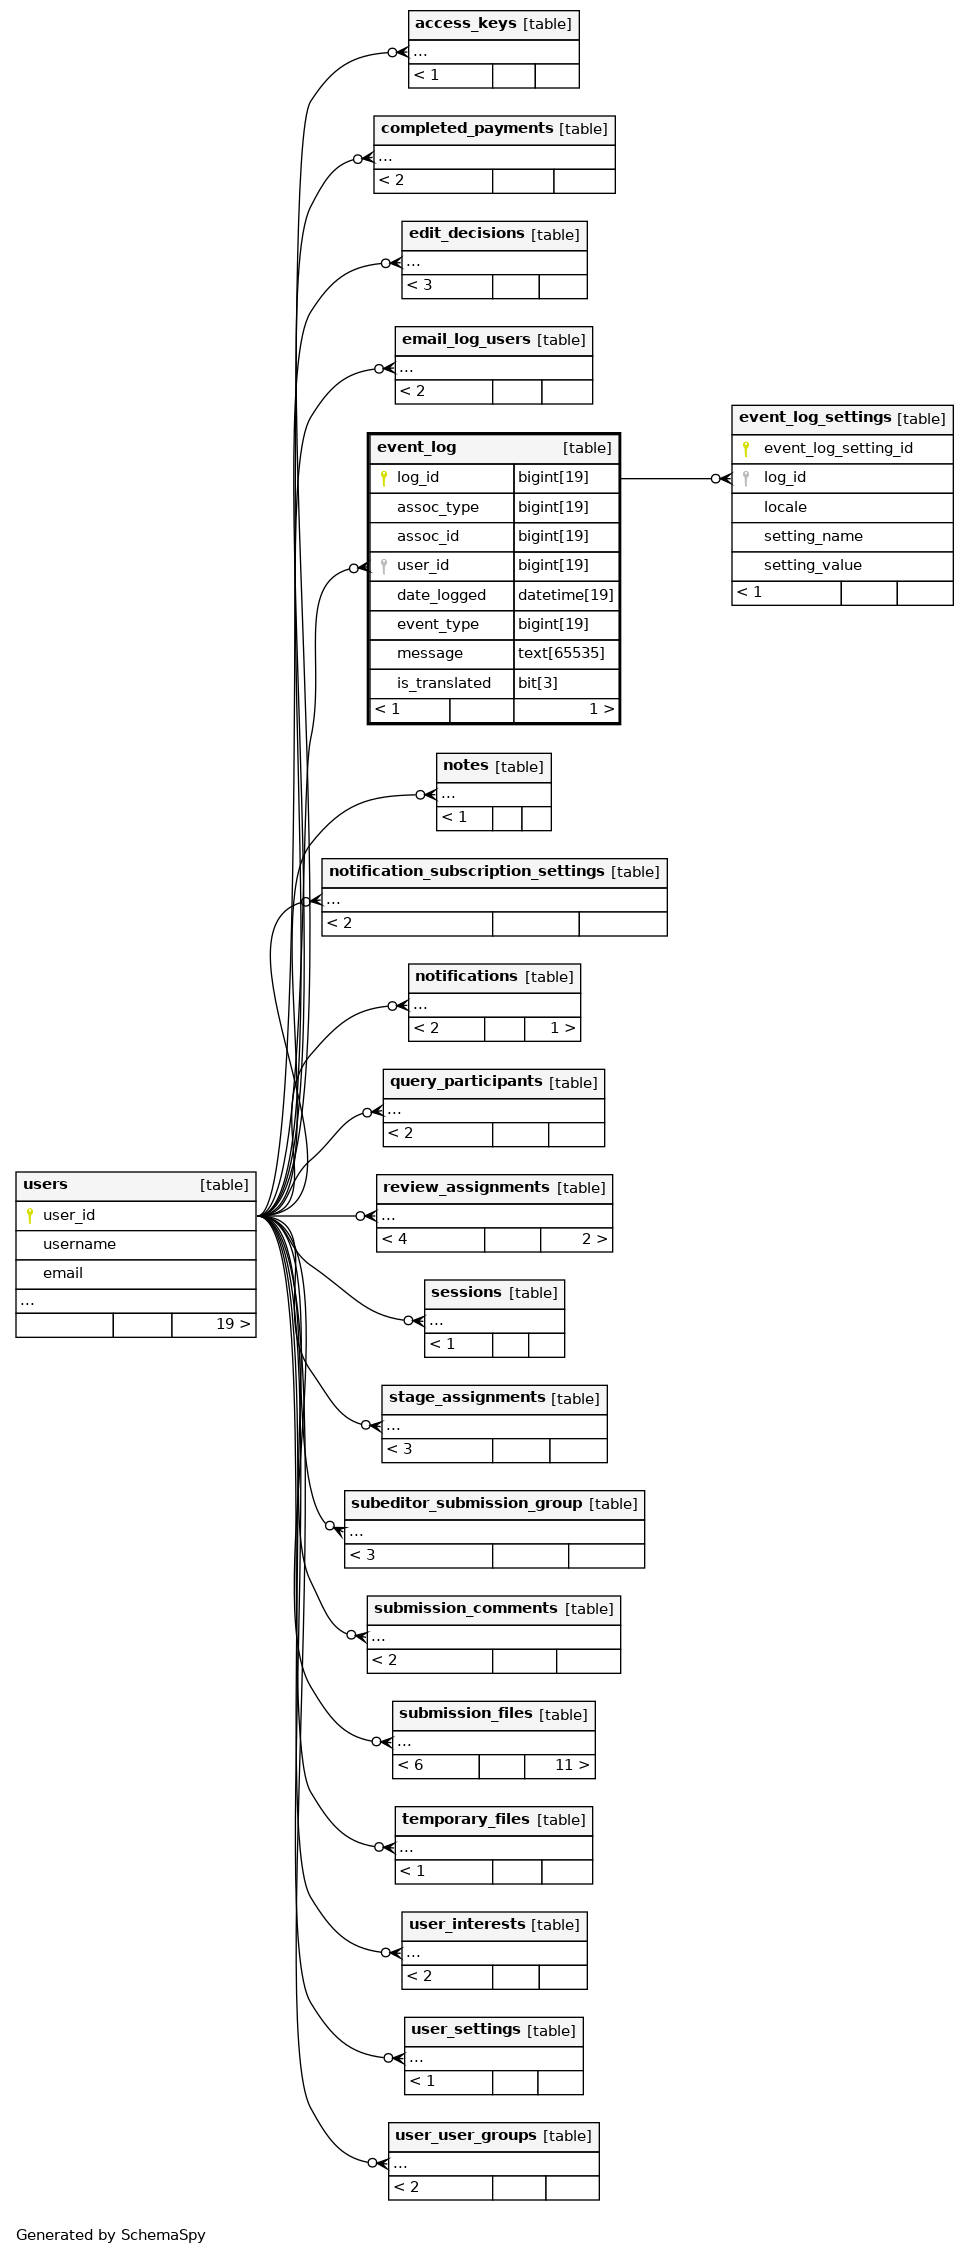 access_keys [table]
...
< 1
completed_payments [table]
...
< 2
edit_decisions [table]
...
< 3
email_log_users [table]
...
< 2
event_log [table]
log_id bigint[19]
assoc_type bigint[19]
assoc_id bigint[19]
user_id bigint[19]
date_logged datetime[19]
event_type bigint[19]
message text[65535]
is_translated bit[3]
< 1 1 >
event_log_settings [table]
event_log_setting_id
log_id
locale
setting_name
setting_value
< 1
notes [table]
...
< 1
notification_subscription_settings [table]
...
< 2
notifications [table]
...
< 2 1 >
query_participants [table]
...
< 2
users [table]
user_id
username
email
...
19 >
review_assignments [table]
...
< 4 2 >
sessions [table]
...
< 1
stage_assignments [table]
...
< 3
subeditor_submission_group [table]
...
< 3
submission_comments [table]
...
< 2
submission_files [table]
...
< 6 11 >
temporary_files [table]
...
< 1
user_interests [table]
...
< 2
user_settings [table]
...
< 1
user_user_groups [table]
...
< 2
Generated by SchemaSpy